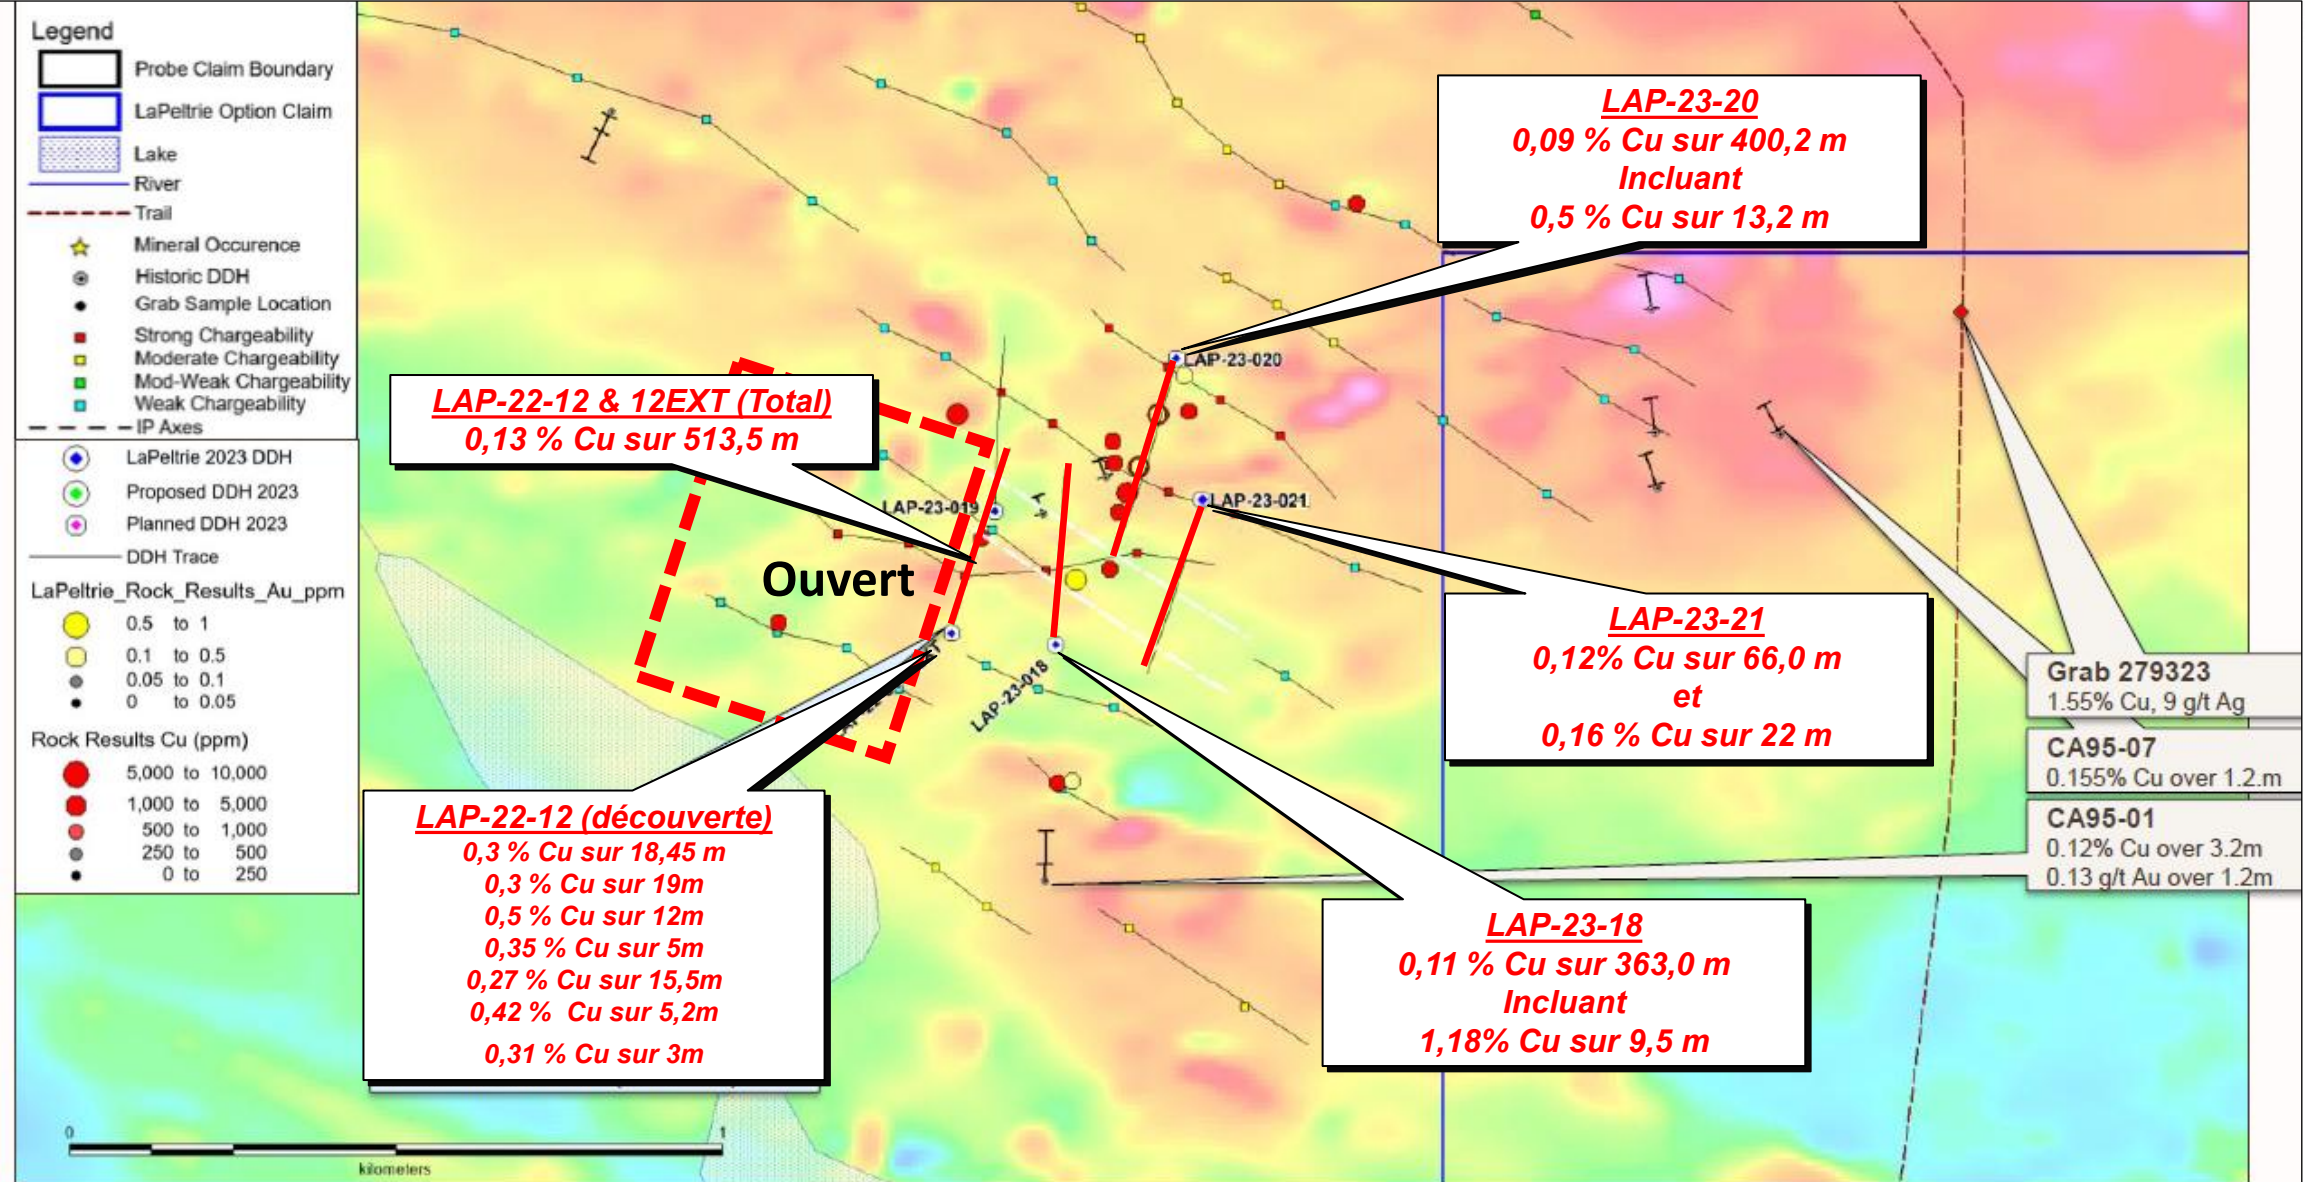 Legend
Probe Claim Boundary
LaPeltrie Option Claim
Lake
River
Trail
Mineral Occurence
Historic DDH
Grab Sample Location
Strong Chargeability
Moderate Chargeability
Mod-Weak Chargeability
Weak Chargeability
IP Axes
LaPeltrie 2023 DDH
Proposed DDH 2023
Planned DDH 2023
DDH Trace
LaPeltrie_Rock_Results_Au_ppm
0.5 to 1
0.1 to 0.5
0.05 to 0.1
0 to 0.05
Rock Results Cu (ppm)
5,000 to 10,000
1,000 to 5,000
500 to 1,000
250 to 500
0 to 250
LAP-23-20
0,09 % Cu sur 400,2 m
Incluant
0,5 % Cu sur 13,2 m
LAP-23-020
LAP-22-12 & 12EXT (Total)
0,13 % Cu sur 513,5 m
LAP-23-019
LAP-23-021
Ouvert
LAP-23-21
0,12% Cu sur 66,0 m
et
0,16 % Cu sur 22 m
LAP-23-018
Grab 279323
1.55% Cu, 9 g/t Ag
CA95-07
0.155% Cu over 1.2.m
CA95-01
0.12% Cu over 3.2m
0.13 g/t Au over 1.2m
LAP-22-12 (découverte)
0,3 % Cu sur 18,45 m
0,3 % Cu sur 19m
0,5 % Cu sur 12m
0,35 % Cu sur 5m
0,27 % Cu sur 15,5m
0,42 % Cu sur 5,2m
0,31 % Cu sur 3m
LAP-23-18
0,11 % Cu sur 363,0 m
Incluant
1,18% Cu sur 9,5 m
0 1
kilometers